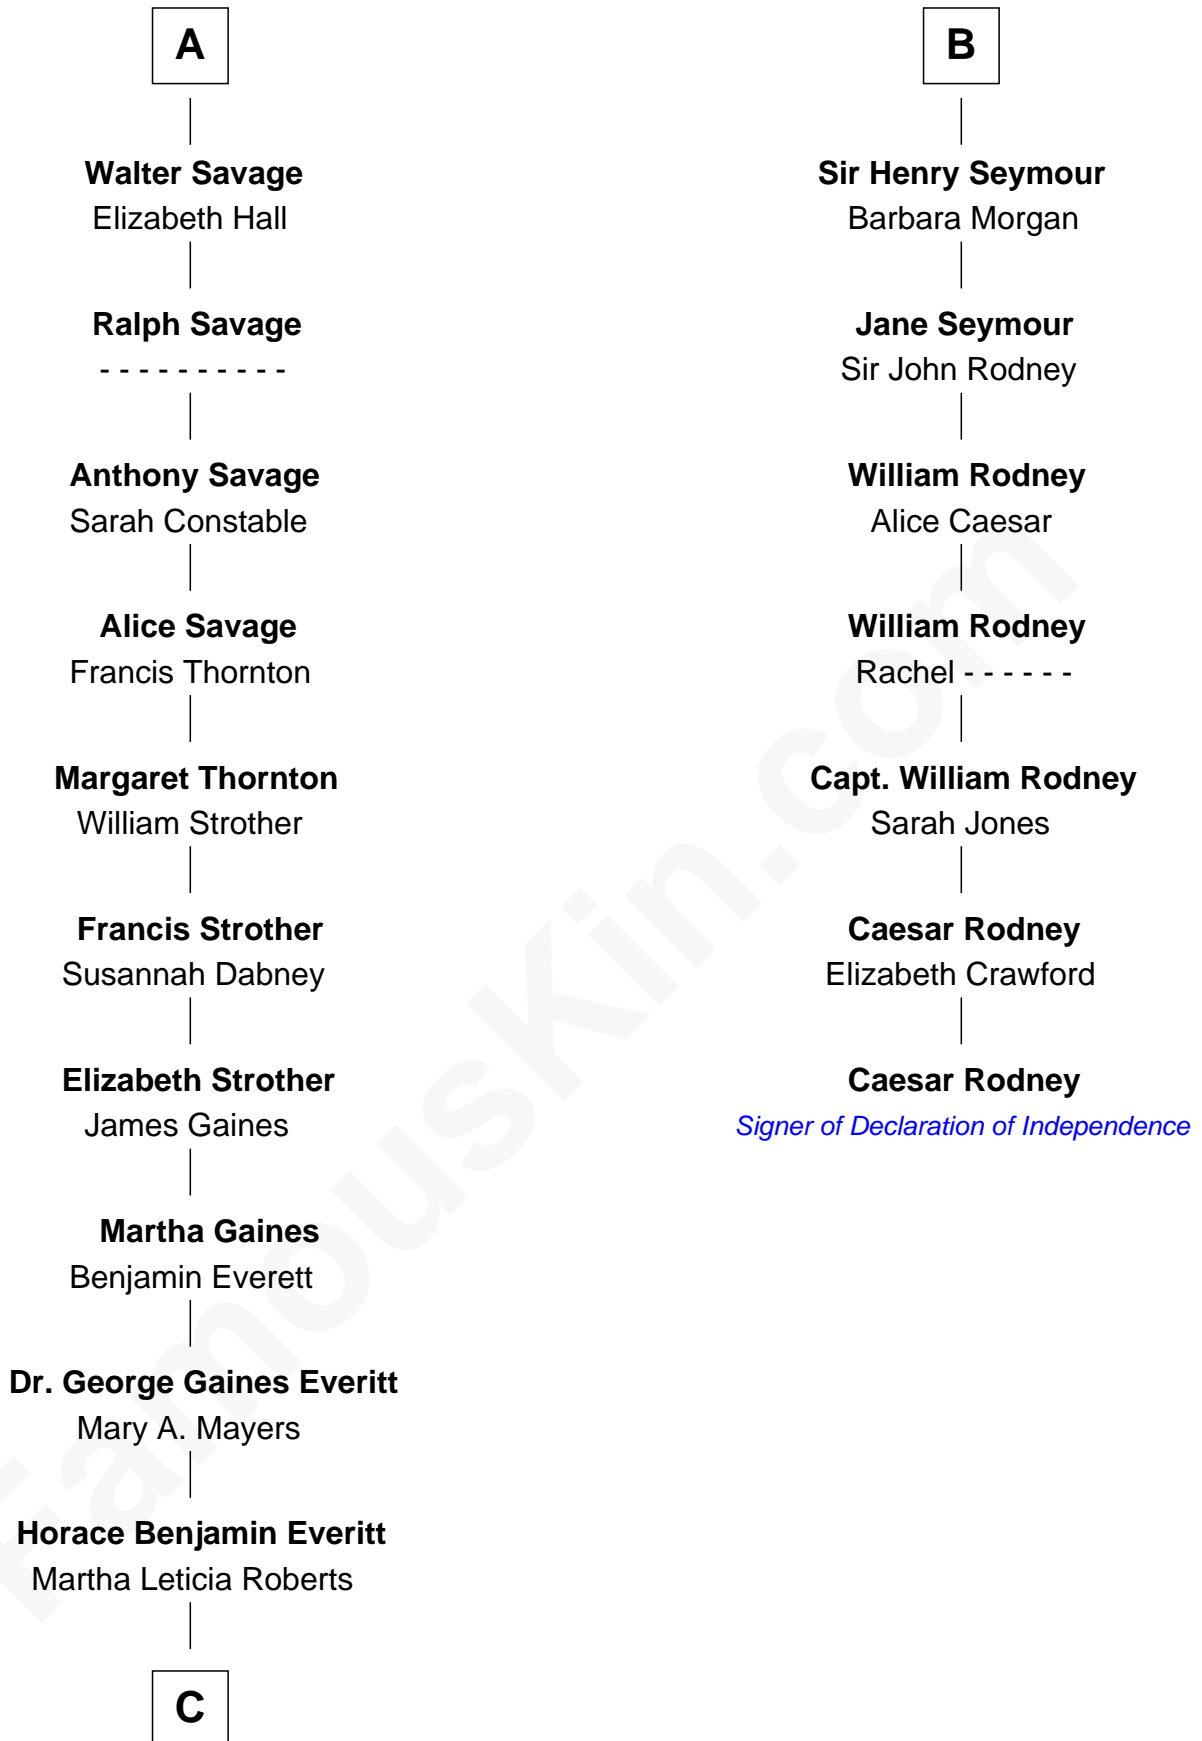 A
Walter Savage
Elizabeth Hall
Ralph Savage
- - - - - - - - - -
Anthony Savage
Sarah Constable
Alice Savage
Francis Thornton
Margaret Thornton
William Strother
Francis Strother
Susannah Dabney
Elizabeth Strother
James Gaines
Martha Gaines
Benjamin Everett
Dr. George Gaines Everitt
Mary A. Mayers
Horace Benjamin Everitt
Martha Leticia Roberts
C
B
Sir Henry Seymour
Barbara Morgan
Jane Seymour
Sir John Rodney
William Rodney
Alice Caesar
William Rodney
Rachel - - - - - -
Capt. William Rodney
Sarah Jones
Caesar Rodney
Elizabeth Crawford
Caesar Rodney
Signer of Declaration of Independence
FamousKin.com